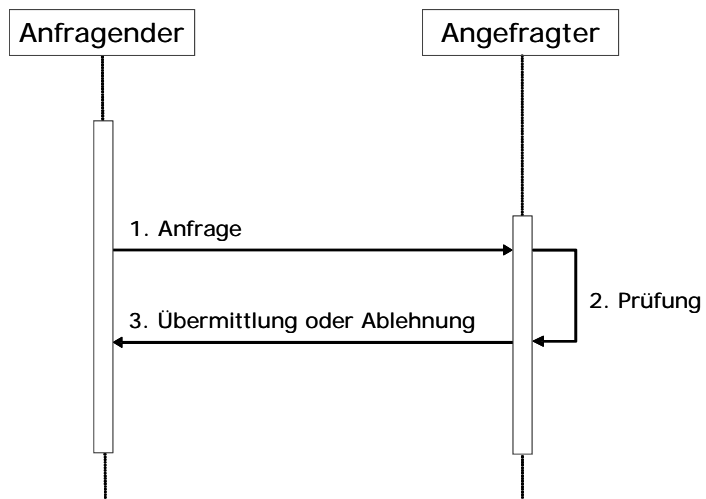 Anfragender
Angefragter
1. Anfrage
2. Prüfung
3. Übermittlung oder Ablehnung